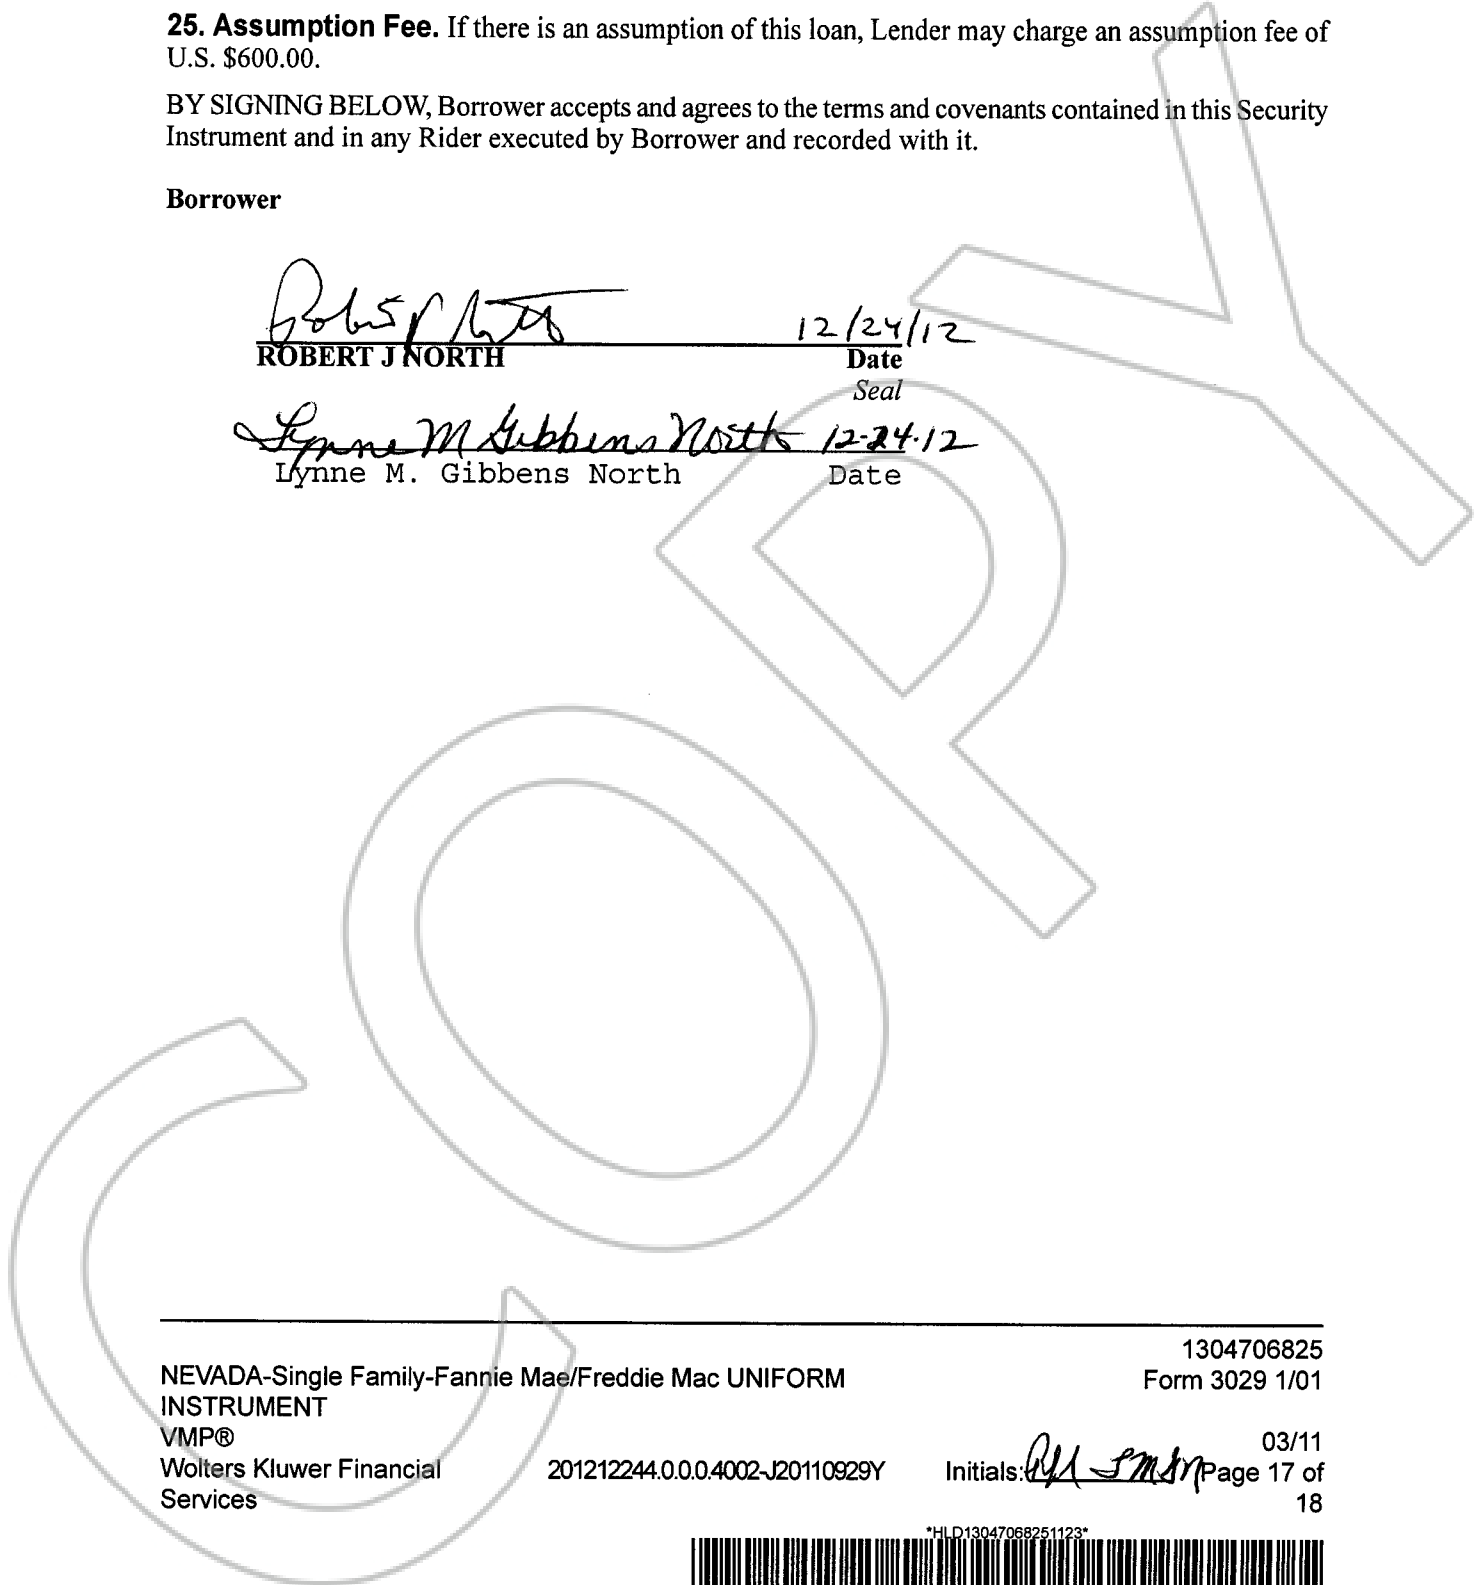 25. Assumption Fee. If there is an assumption of this loan, Lender may charge an assumption fee of
U.S. $600.00.
BY SIGNING BELOW, Borrower accepts and agrees to the terms and covenants contained in this Security
Instrument and in any Rider executed by Borrower and recorded with it.
Borrower
Robert J North 12/24/12
ROBERT J NORTH Date
Seal
Lynne M Gibbens North 12-24-12
Lynne M. Gibbens North Date
COPY
1304706825
NEVADA-Single Family-Fannie Mae/Freddie Mac UNIFORM Form 3029 1/01
INSTRUMENT
VMP® 03/11
Wolters Kluwer Financial 201212244.0.0.0.4002-J20110929Y Initials: LMGN Page 17 of
Services 18
*HLD13047068251123*